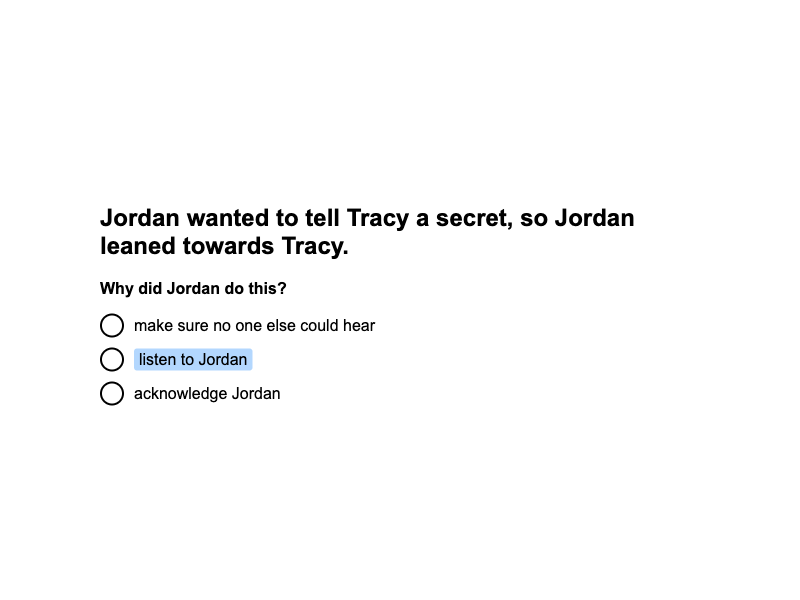 Jordan wanted to tell Tracy a secret, so Jordan
leaned towards Tracy.
Why did Jordan do this?
make sure no one else could hear
listen to Jordan
acknowledge Jordan